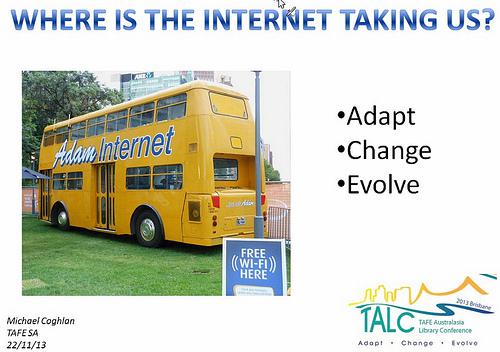 WHERE IS THE INTERNET TAKING US?
Adam Internet
•Adapt
•Change
•Evolve
FREE
WI-FI
HERE
2013 Brisbane
TALC
TAFE Australasia
Library Conference
Adapt • Change • Evolve
Michael Coghlan
TAFE SA
22/11/13